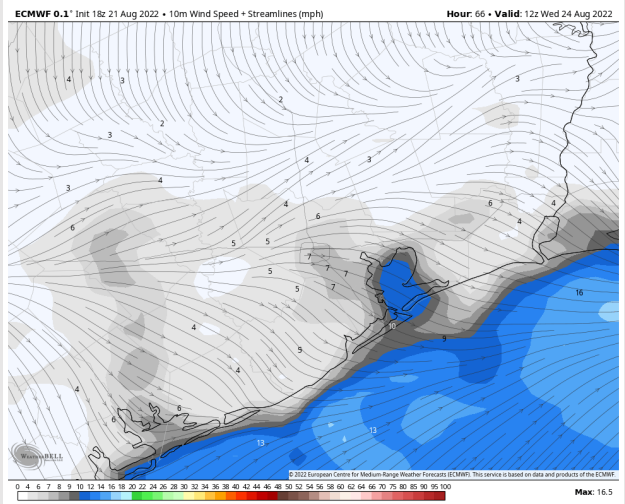 ECMWF 0.1° Init 18z 21 Aug 2022 • 10m Wind Speed + Streamlines (mph) Hour: 66 • Valid: 12z Wed 24 Aug 2022
4 3 3
2
2
3
4 3
3 4
4 6 4
6 6 4
5 5
7
5 7 7
5 7
16
5
4 10
9
5
4
4
6 6
13
13
WEATHERBELL
© 2022 European Centre for Medium-Range Weather Forecasts (ECMWF). This service is based on data and products of the ECMWF.
0 4 5 6 7 8 9 10 12 14 16 18 20 22 24 26 28 30 32 34 36 38 40 42 44 46 48 50 52 54 56 58 60 62 64 66 68 70 75 80 85 90 95 100 Max: 16.5